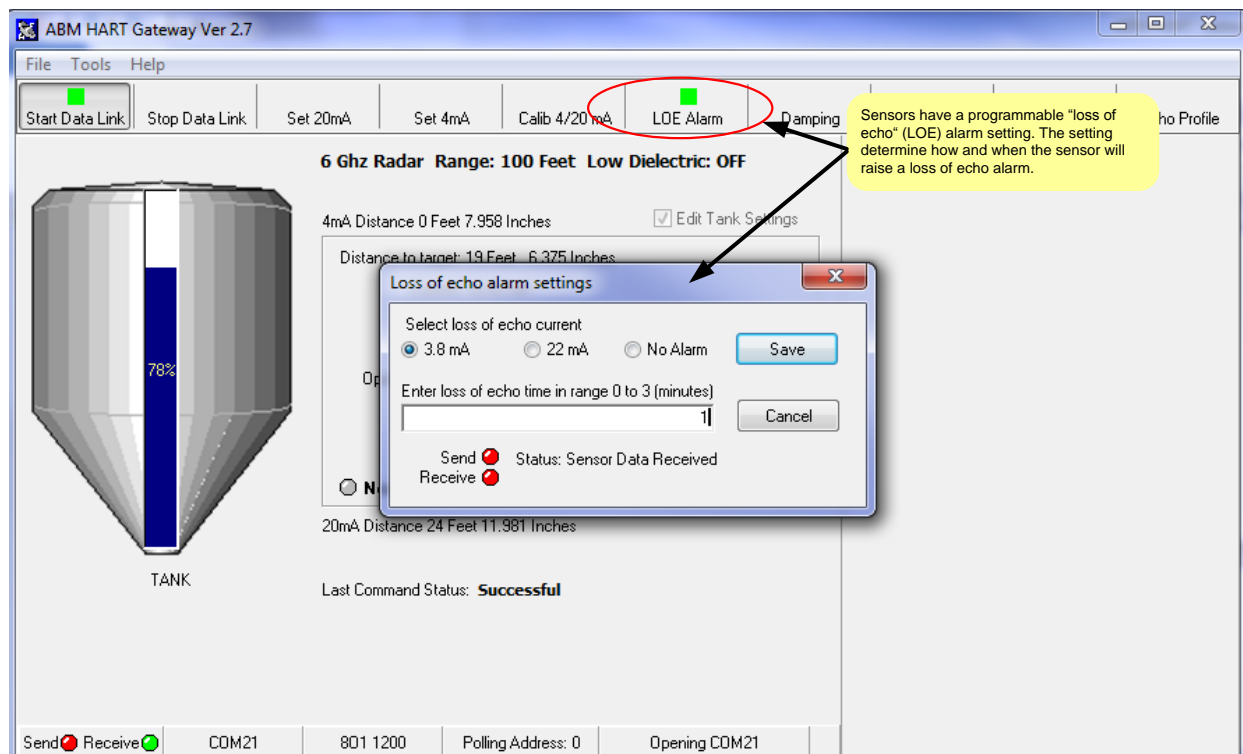 ABM HART Gateway Ver 2.7
File Tools Help
Start Data Link Stop Data Link Set 20mA Set 4mA Calib 4/20 mA LOE Alarm Damping ho Profile
Sensors have a programmable “loss of
echo“ (LOE) alarm setting. The setting
determine how and when the sensor will
raise a loss of echo alarm.
6 Ghz Radar Range: 100 Feet Low Dielectric: OFF
4mA Distance 0 Feet 7.958 Inches Edit Tank Settings
Distance to target: 19 Feet 6.375 Inches
Loss of echo alarm settings
Select loss of echo current
3.8 mA 22 mA No Alarm Save
Enter loss of echo time in range 0 to 3 (minutes)
1 Cancel
Send Status: Sensor Data Received
Receive
78%
20mA Distance 24 Feet 11.981 Inches
TANK
Last Command Status: Successful
Send Receive COM21 801 1200 Polling Address: 0 Opening COM21